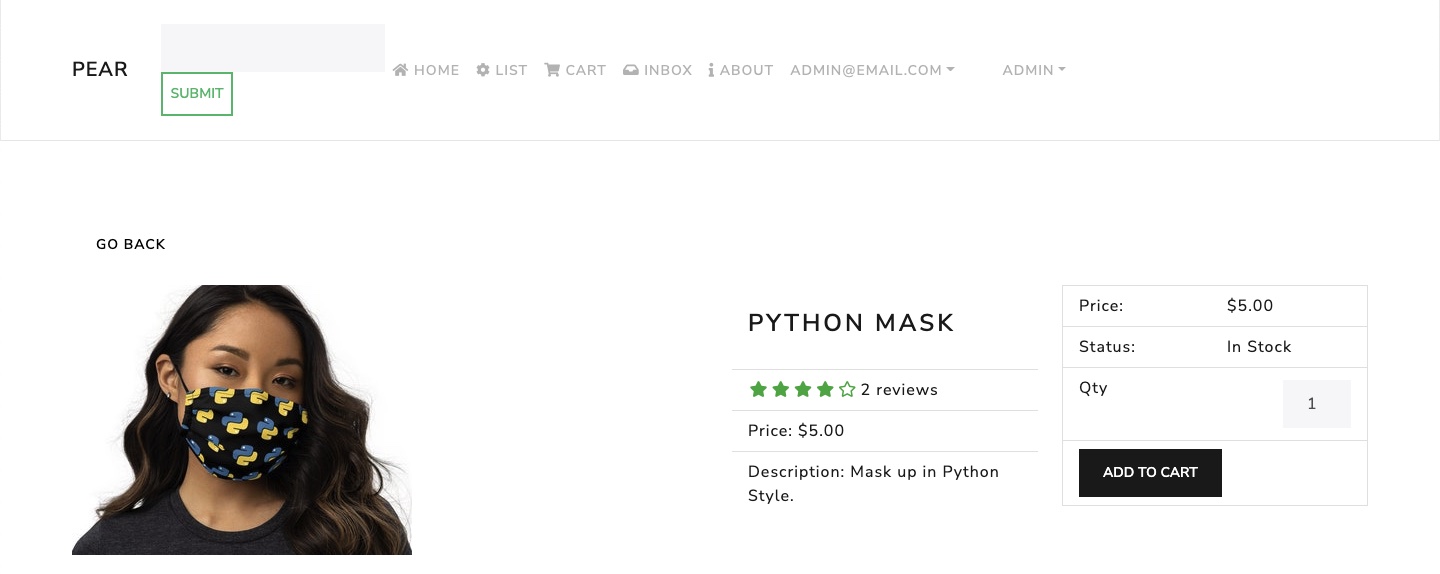 PEAR
SUBMIT
HOME LIST CART INBOX ABOUT ADMIN@EMAIL.COM ADMIN
GO BACK
PYTHON MASK
2 reviews
Price: $5.00
Description: Mask up in Python
Style.
Price: $5.00
Status: In Stock
Qty 1
ADD TO CART